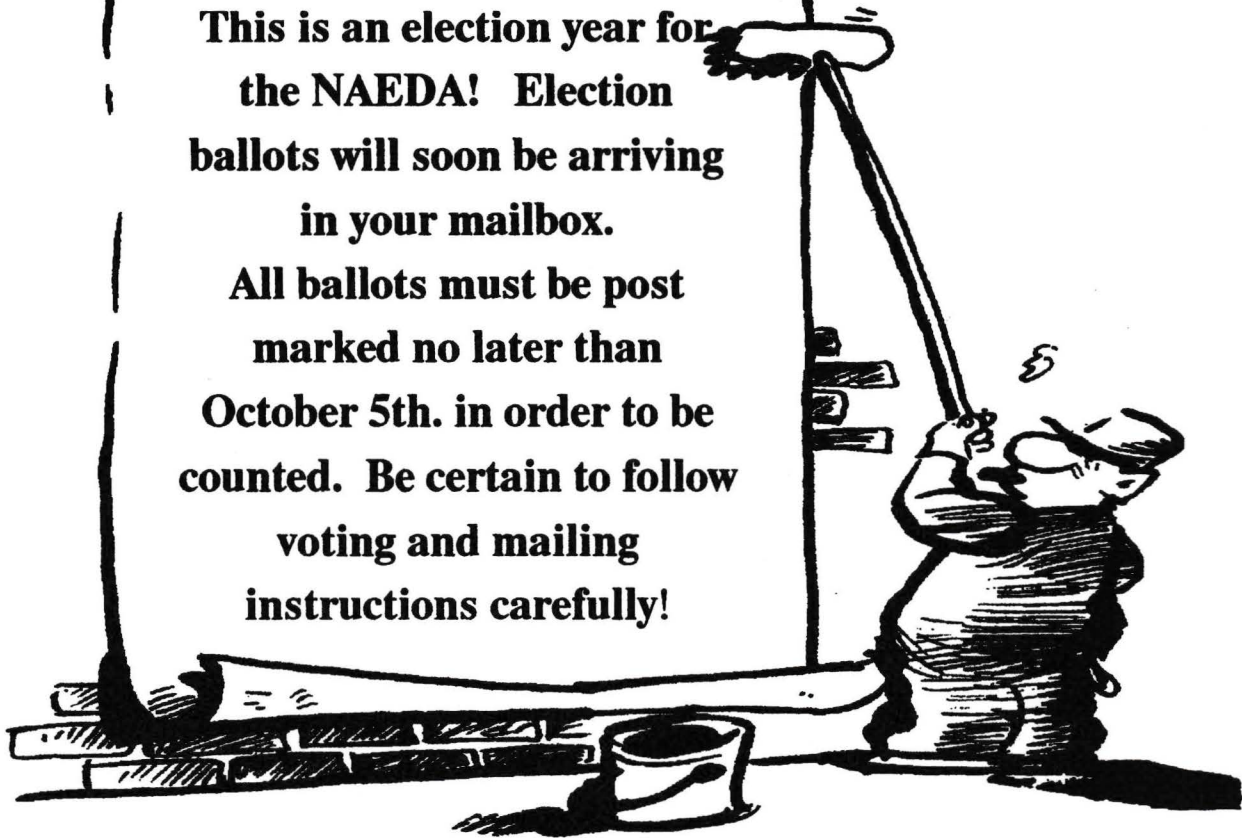 This is an election year for
the NAEDA! Election
ballots will soon be arriving
in your mailbox.
All ballots must be post
marked no later than
October 5th. in order to be
counted. Be certain to follow
voting and mailing
instructions carefully!